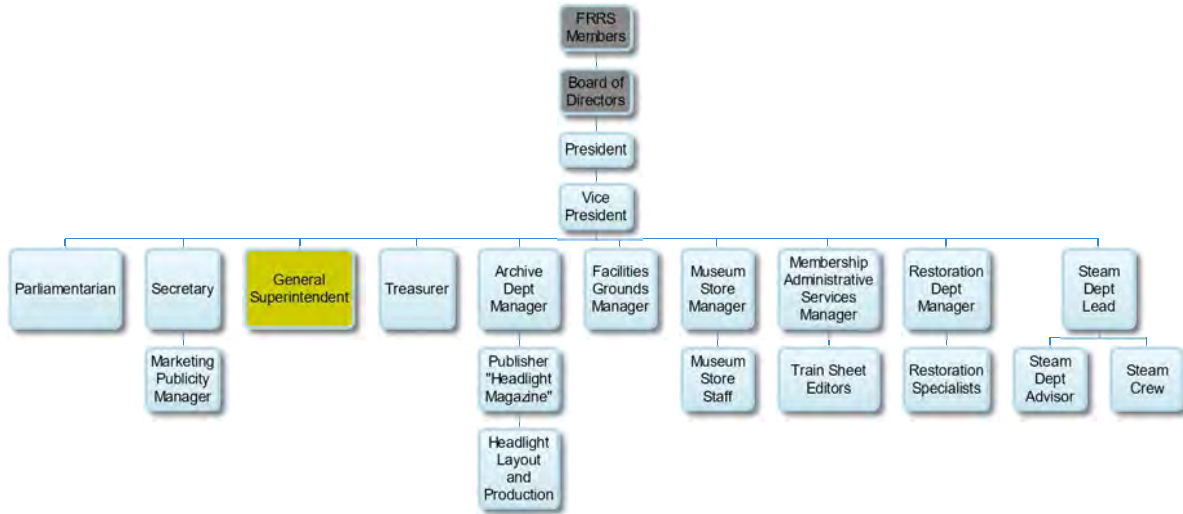 FRRS
Members
Board of
Directors
President
Vice
President
Parliamentarian
Secretary
General
Superintendent
Treasurer
Archive
Dept
Manager
Facilities
Grounds
Manager
Museum
Store
Manager
Membership
Administrative
Services
Manager
Restoration
Dept
Manager
Steam
Dept
Lead
Marketing
Publicity
Manager
Publisher
"Headlight
Magazine"
Museum
Store
Staff
Train Sheet
Editors
Restoration
Specialists
Steam
Dept
Advisor
Steam
Crew
Headlight
Layout
and
Production